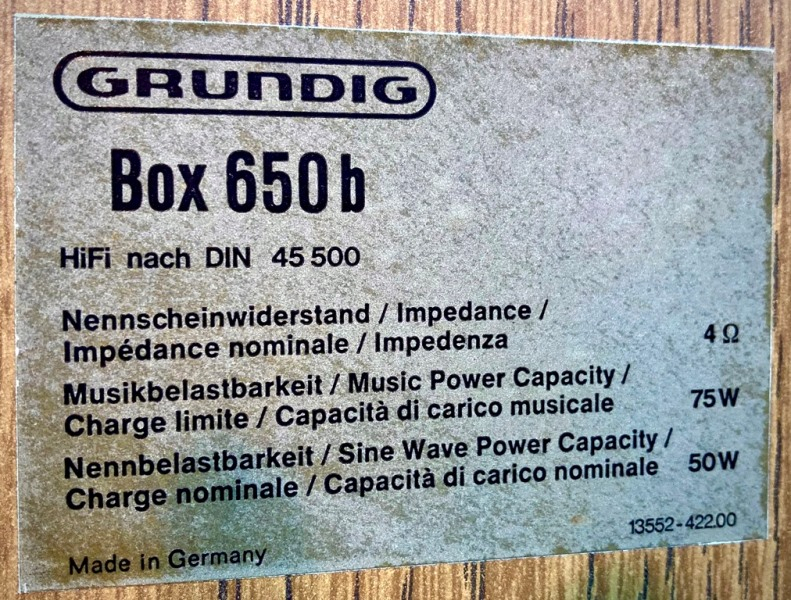 GRUNDIG
Box 650 b
HiFi nach DIN 45 500
Nennscheinwiderstand / Impedance /
Impédance nominale / Impedenza 4 Ω
Musikbelastbarkeit / Music Power Capacity /
Charge limite / Capacità di carico musicale 75W
Nennbelastbarkeit / Sine Wave Power Capacity /
Charge nominale / Capacità di carico nominale 50W
13552-422.00
Made in Germany